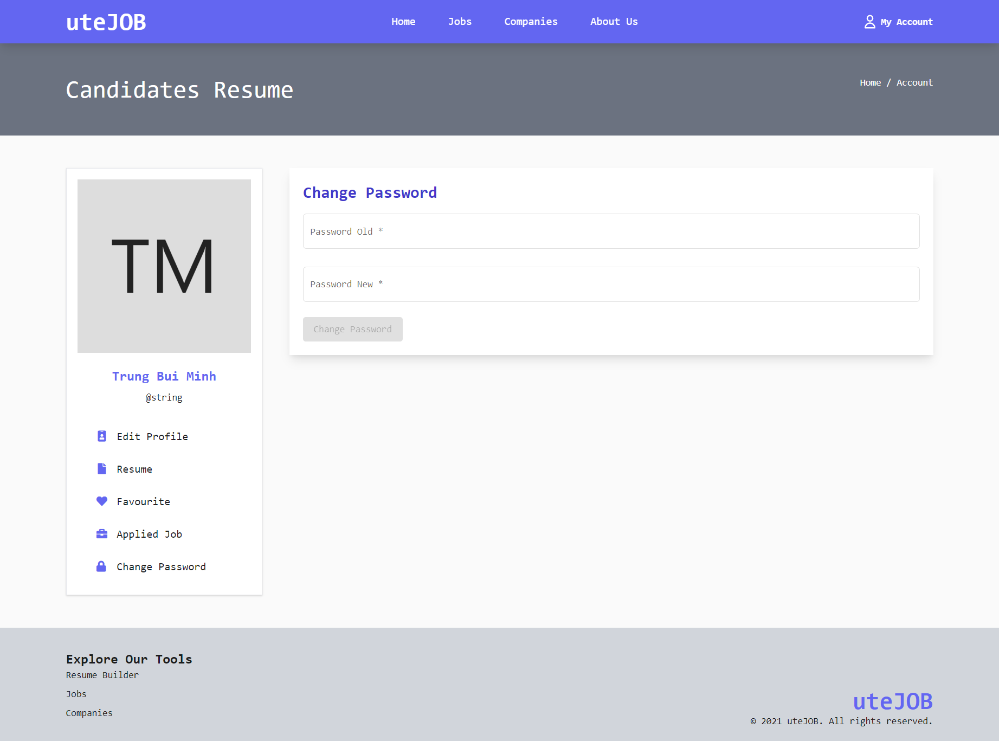 uteJOB
Home Jobs Companies About Us
My Account
Candidates Resume
Home / Account
TM
Trung Bui Minh
@string
Edit Profile
Resume
Favourite
Applied Job
Change Password
Change Password
Password Old *
Password New *
Change Password
Explore Our Tools
Resume Builder
Jobs
Companies
uteJOB
© 2021 uteJOB. All rights reserved.